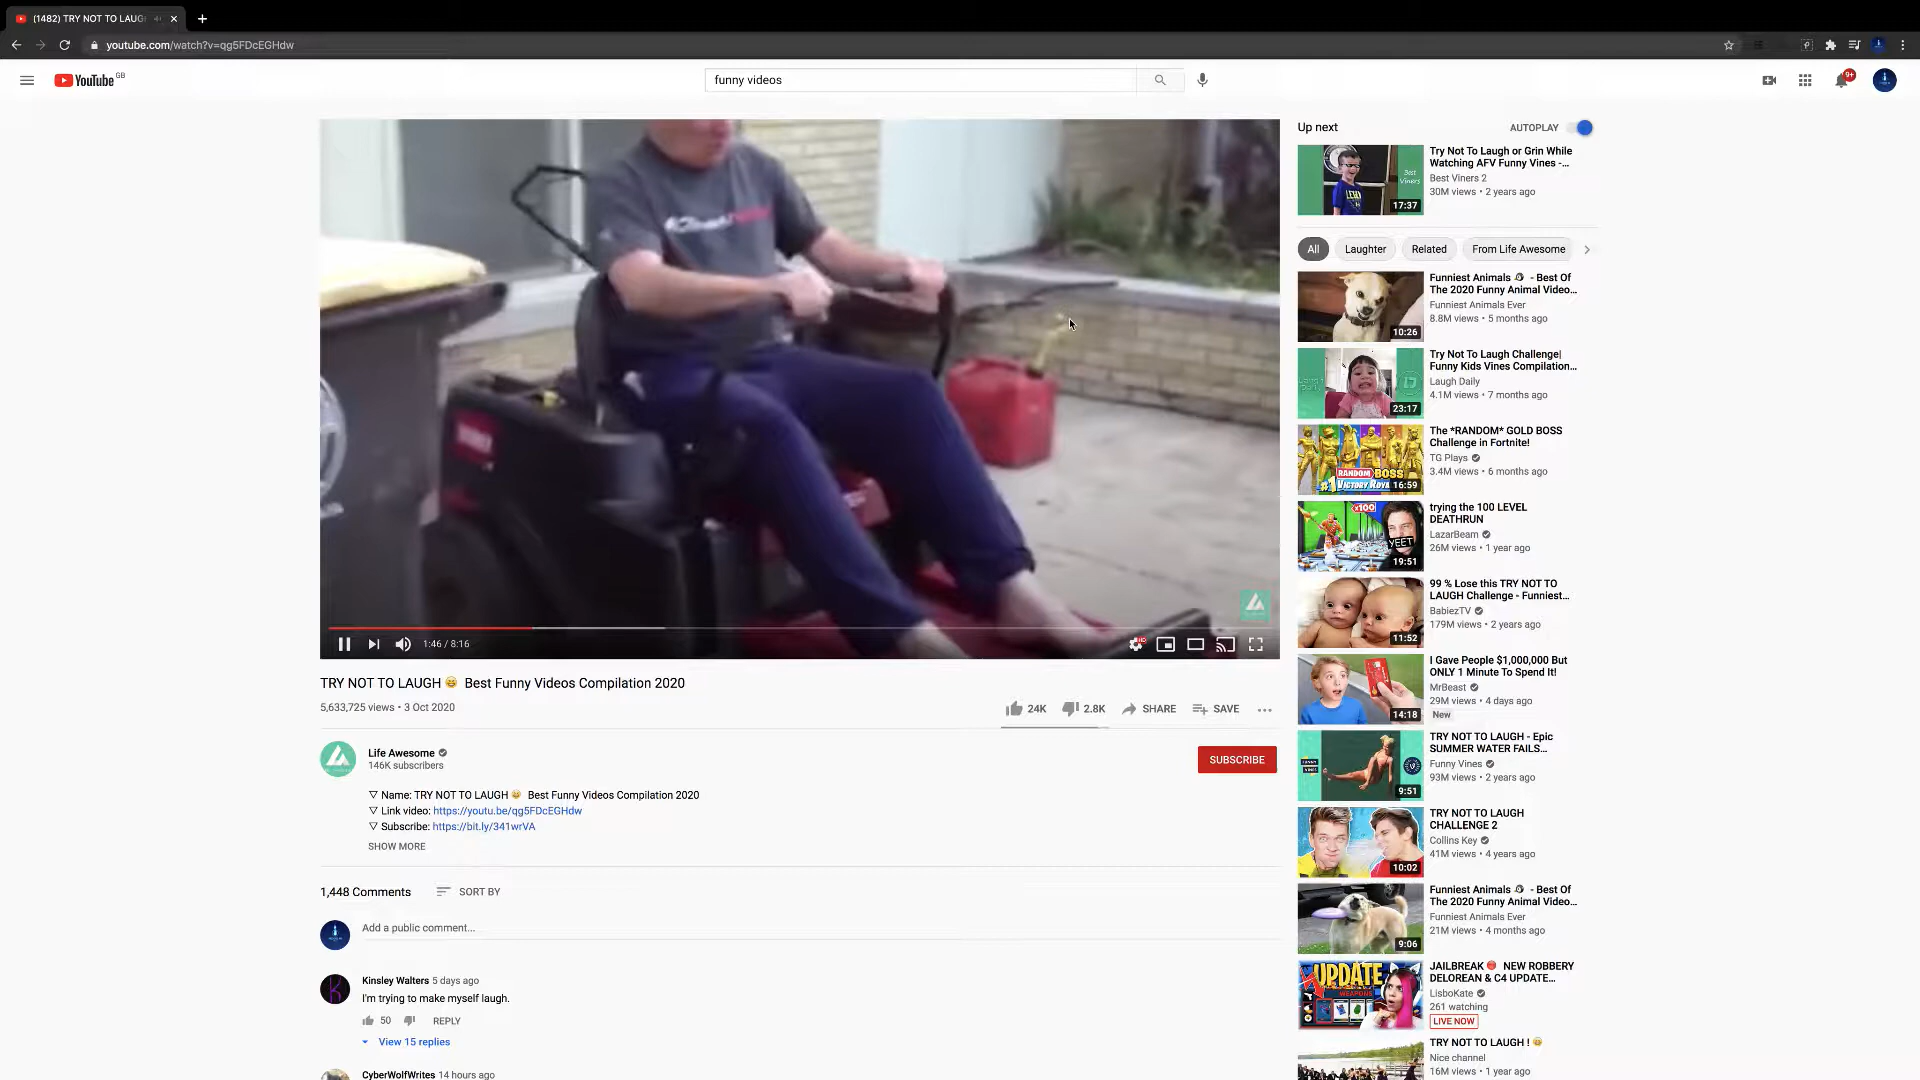 (1482) TRY NOT TO LAUG
youtube.com/watch?v=qg5FDcEGHdw
YouTube GB
funny videos
9+
1:46 / 8:16
HD
TRY NOT TO LAUGH 😆 Best Funny Videos Compilation 2020
5,633,725 views • 3 Oct 2020
24K
2.8K
SHARE
SAVE
Life Awesome
146K subscribers
SUBSCRIBE
▽ Name: TRY NOT TO LAUGH 😆 Best Funny Videos Compilation 2020
▽ Link video: https://youtu.be/qg5FDcEGHdw
▽ Subscribe: https://bit.ly/341wrVA
SHOW MORE
1,448 Comments
SORT BY
Add a public comment...
Kinsley Walters 5 days ago
I'm trying to make myself laugh.
50
REPLY
View 15 replies
CyberWolfWrites 14 hours ago
Up next
AUTOPLAY
Best
Viners
17:37
Try Not To Laugh or Grin While
Watching AFV Funny Vines -...
Best Viners 2
30M views • 2 years ago
All
Laughter
Related
From Life Awesome
10:26
Funniest Animals 🐶 - Best Of
The 2020 Funny Animal Video...
Funniest Animals Ever
8.8M views • 5 months ago
23:17
Try Not To Laugh Challenge|
Funny Kids Vines Compilation...
Laugh Daily
4.1M views • 7 months ago
RANDOM BOSS
#1 VICTORY ROYA
16:59
The *RANDOM* GOLD BOSS
Challenge in Fortnite!
TG Plays
3.4M views • 6 months ago
x100
YEET
19:51
trying the 100 LEVEL
DEATHRUN
LazarBeam
26M views • 1 year ago
11:52
99 % Lose this TRY NOT TO
LAUGH Challenge - Funniest...
BabiezTV
179M views • 2 years ago
14:18
I Gave People $1,000,000 But
ONLY 1 Minute To Spend It!
MrBeast
29M views • 4 days ago
New
FUNNY
VINES
9:51
TRY NOT TO LAUGH - Epic
SUMMER WATER FAILS...
Funny Vines
93M views • 2 years ago
10:02
TRY NOT TO LAUGH
CHALLENGE 2
Collins Key
41M views • 4 years ago
9:06
Funniest Animals 🐶 - Best Of
The 2020 Funny Animal Video...
Funniest Animals Ever
21M views • 4 months ago
UPDATE
WEAPONS
JAILBREAK 🔴 NEW ROBBERY
DELOREAN & C4 UPDATE...
LisboKate
261 watching
LIVE NOW
TRY NOT TO LAUGH ! 😆
Nice channel
16M views • 1 year ago